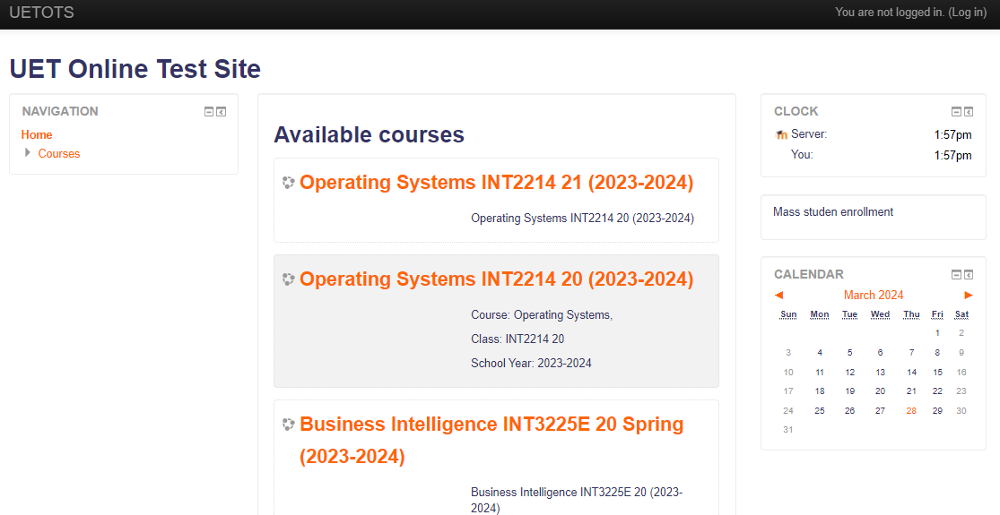 UETOTS
You are not logged in. (Log in)
UET Online Test Site
NAVIGATION
Home
Courses
Available courses
Operating Systems INT2214 21 (2023-2024)
Operating Systems INT2214 20 (2023-2024)
Operating Systems INT2214 20 (2023-2024)
Course: Operating Systems,
Class: INT2214 20
School Year: 2023-2024
Business Intelligence INT3225E 20 Spring
(2023-2024)
Business Intelligence INT3225E 20 (2023-
2024)
CLOCK
Server: 1:57pm
You: 1:57pm
Mass studen enrollment
CALENDAR
March 2024
Sun Mon Tue Wed Thu Fri Sat
1 2
3 4 5 6 7 8 9
10 11 12 13 14 15 16
17 18 19 20 21 22 23
24 25 26 27 28 29 30
31